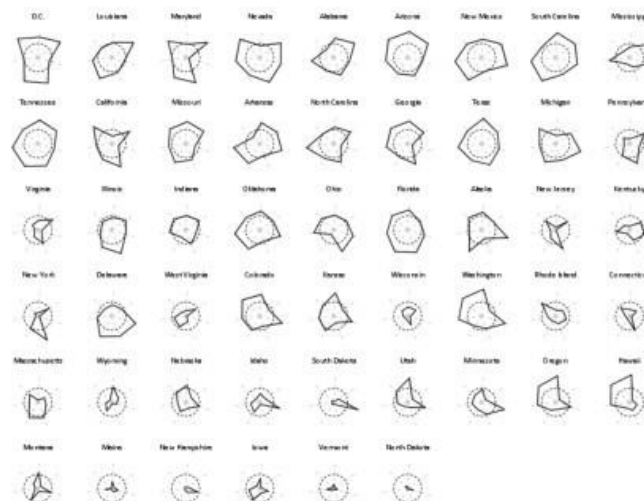 D.C. Louisiana Maryland Nevada Alabama Arizona New Mexico South Carolina Mississipp
Tennessee California Missouri Arkansas North Carolina Georgia Texas Michigan Pennsylvan
Virginia Illinois Indiana Oklahoma Ohio Florida Alaska New Jersey Kentucky
New York Delaware West Virginia Colorado Kansas Wisconsin Washington Rhode Island Connecticu
Massachusetts Wyoming Nebraska Idaho South Dakota Utah Minnesota Oregon Hawaii
Montana Maine New Hampshire Iowa Vermont North Dakota